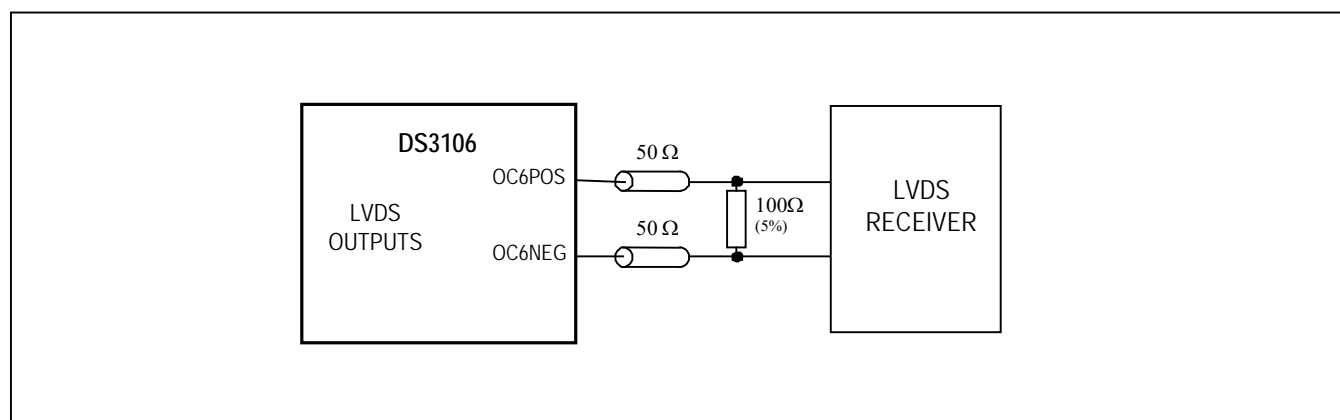 DS3106
OC6POS
LVDS
OUTPUTS
OC6NEG
50 Ω
50 Ω
100Ω
(5%)
LVDS
RECEIVER